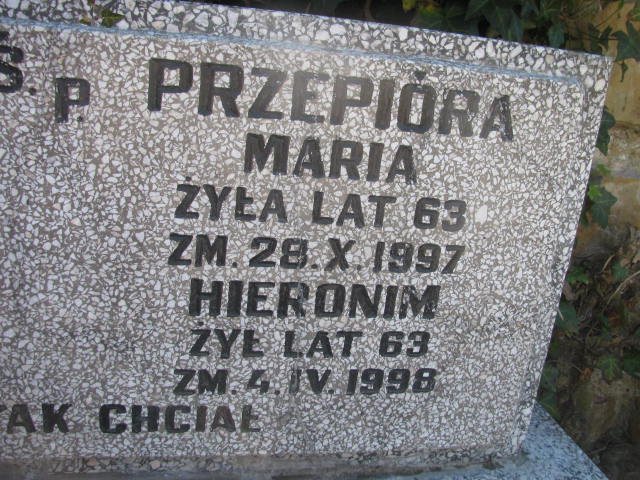 Ś. P. PRZEPIÓRA
MARIA
ŻYŁA LAT 63
ZM. 28. X. 1997
HIERONIM
ŻYŁ LAT 63
ZM. 4. IV. 1998
TAK CHCIAŁ